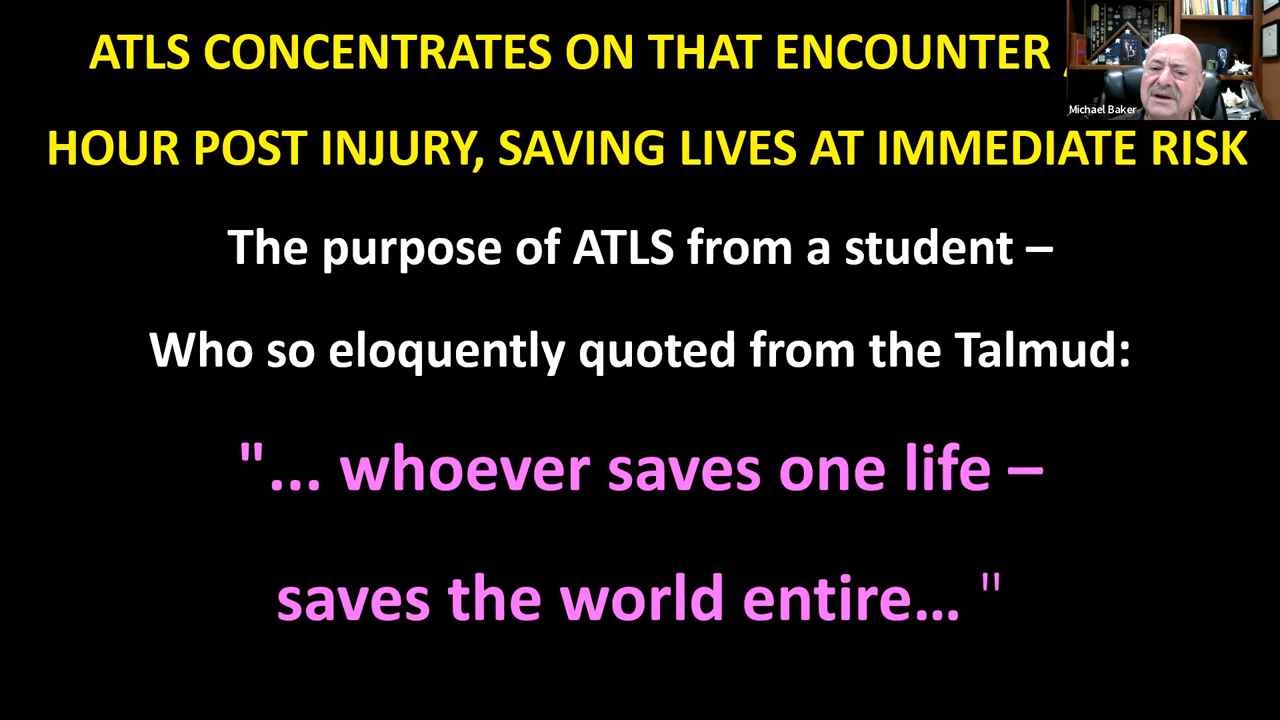 ATLS CONCENTRATES ON THAT ENCOUNTER
Michael Baker
HOUR POST INJURY, SAVING LIVES AT IMMEDIATE RISK
The purpose of ATLS from a student –
Who so eloquently quoted from the Talmud:
"... whoever saves one life –
saves the world entire… "